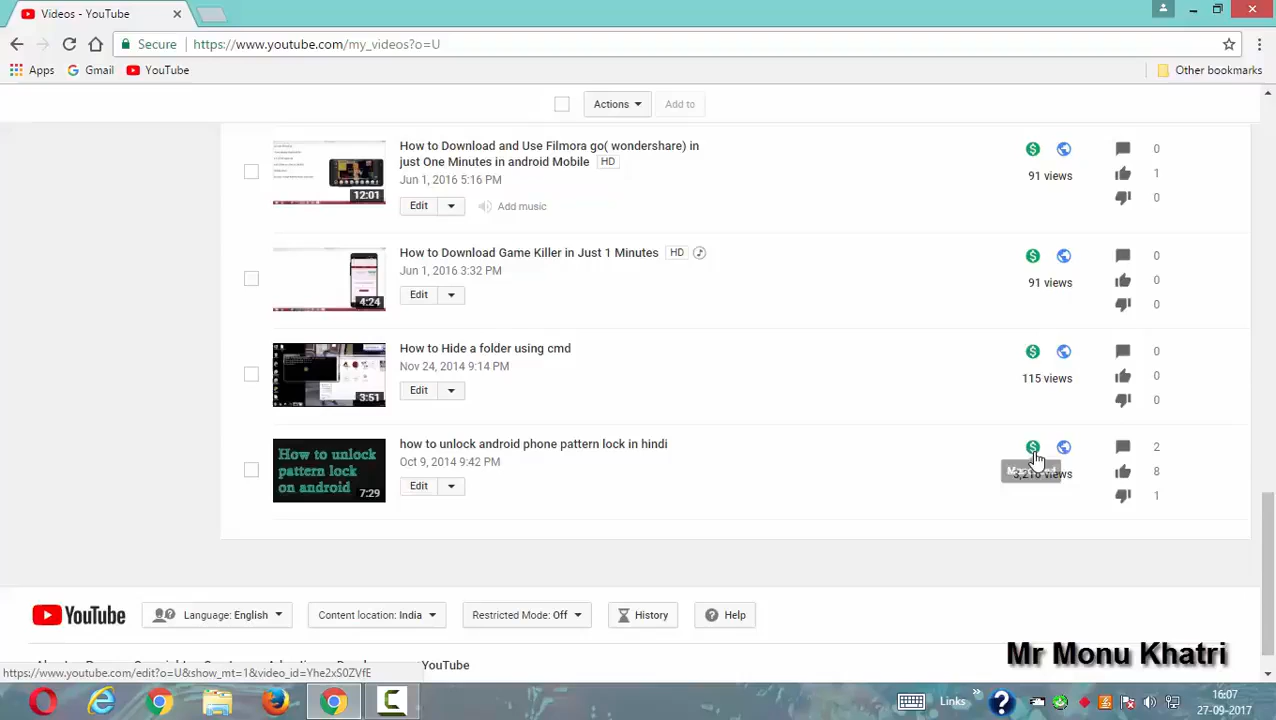 Videos - YouTube
Secure
https://www.youtube.com/my_videos?o=U
Apps
Gmail
YouTube
Other bookmarks
Actions
Add to
How to Download and Use Filmora go( wondershare) in
just One Minutes in android Mobile HD
Jun 1, 2016 5:16 PM
12:01
Edit
Add music
91 views
0
1
0
How to Download Game Killer in Just 1 Minutes HD
Jun 1, 2016 3:32 PM
4:24
Edit
91 views
0
0
0
How to Hide a folder using cmd
Nov 24, 2014 9:14 PM
3:51
Edit
115 views
0
0
0
how to unlock android phone pattern lock in hindi
Oct 9, 2014 9:42 PM
How to unlock
pattern lock
on android
7:29
Edit
views
2
8
1
YouTube
Language: English
Content location: India
Restricted Mode: Off
History
Help
YouTube
Mr Monu Khatri
https://www.youtube.com/edit?o=U&show_mt=1&video_id=Yhe2xS0ZVfE
Links
16:07
27-09-2017